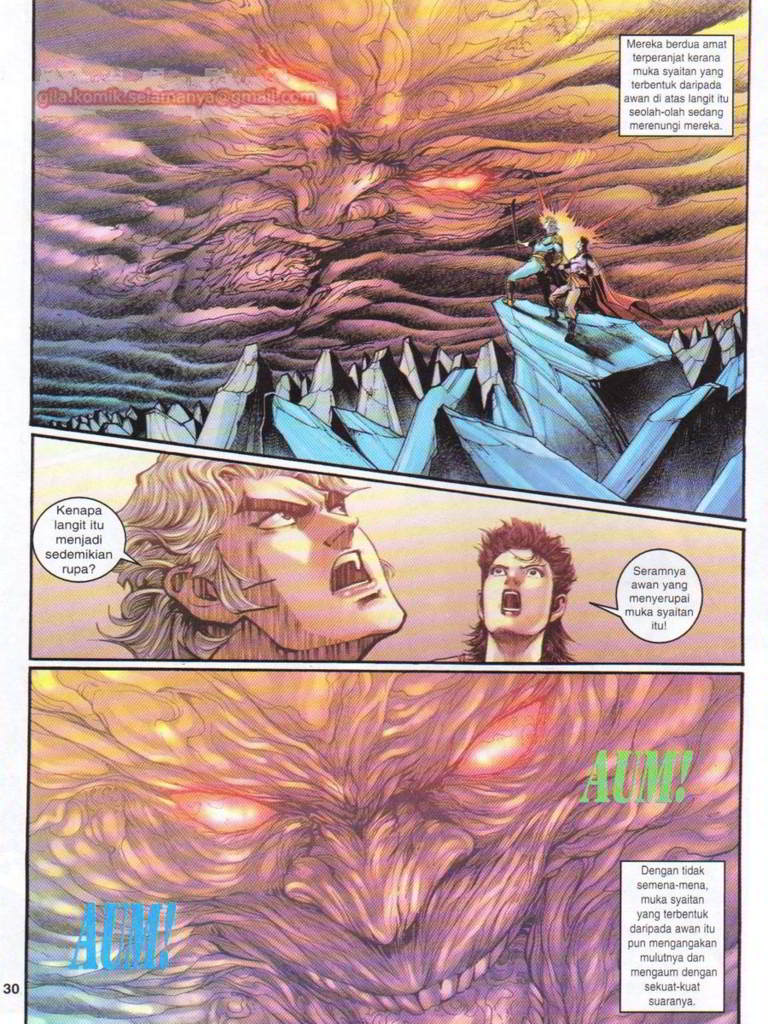 Mereka berdua amat
terperanjat kerana
muka syaitan yang
terbentuk daripada
awan di atas langit itu
seolah-olah sedang
merenungi mereka.
gila.komik.selamanya@gmail.com
Kenapa
langit itu
menjadi
sedemikian
rupa?
Seramnya
awan yang
menyerupai
muka syaitan
itu!
AUM!
AUM!
Dengan tidak
semena-mena,
muka syaitan
yang terbentuk
daripada awan itu
pun mengangakan
mulutnya dan
mengaum dengan
sekuat-kuat
suaranya.
30